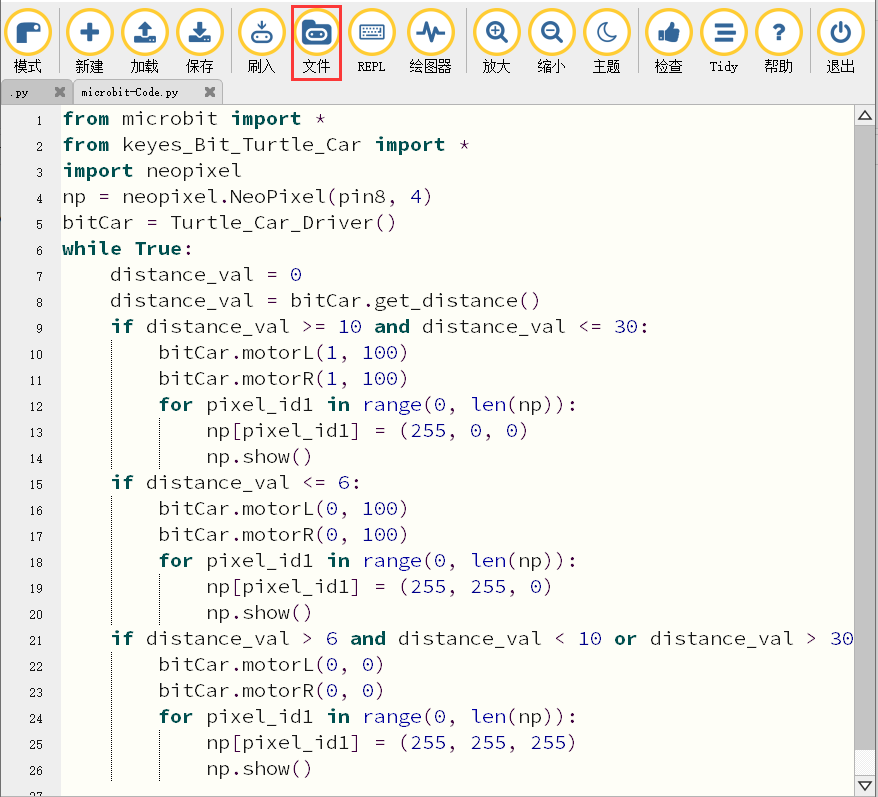 模式 新建 加载 保存 刷入 文件 REPL 绘图器 放大 缩小 主题 检查 Tidy 帮助 退出
.py microbit-Code.py
1 from microbit import *
2 from keyes_Bit_Turtle_Car import *
3 import neopixel
4 np = neopixel.NeoPixel(pin8, 4)
5 bitCar = Turtle_Car_Driver()
6 while True:
7 distance_val = 0
8 distance_val = bitCar.get_distance()
9 if distance_val >= 10 and distance_val <= 30:
10 bitCar.motorL(1, 100)
11 bitCar.motorR(1, 100)
12 for pixel_id1 in range(0, len(np)):
13 np[pixel_id1] = (255, 0, 0)
14 np.show()
15 if distance_val <= 6:
16 bitCar.motorL(0, 100)
17 bitCar.motorR(0, 100)
18 for pixel_id1 in range(0, len(np)):
19 np[pixel_id1] = (255, 255, 0)
20 np.show()
21 if distance_val > 6 and distance_val < 10 or distance_val > 30
22 bitCar.motorL(0, 0)
23 bitCar.motorR(0, 0)
24 for pixel_id1 in range(0, len(np)):
25 np[pixel_id1] = (255, 255, 255)
26 np.show()
27